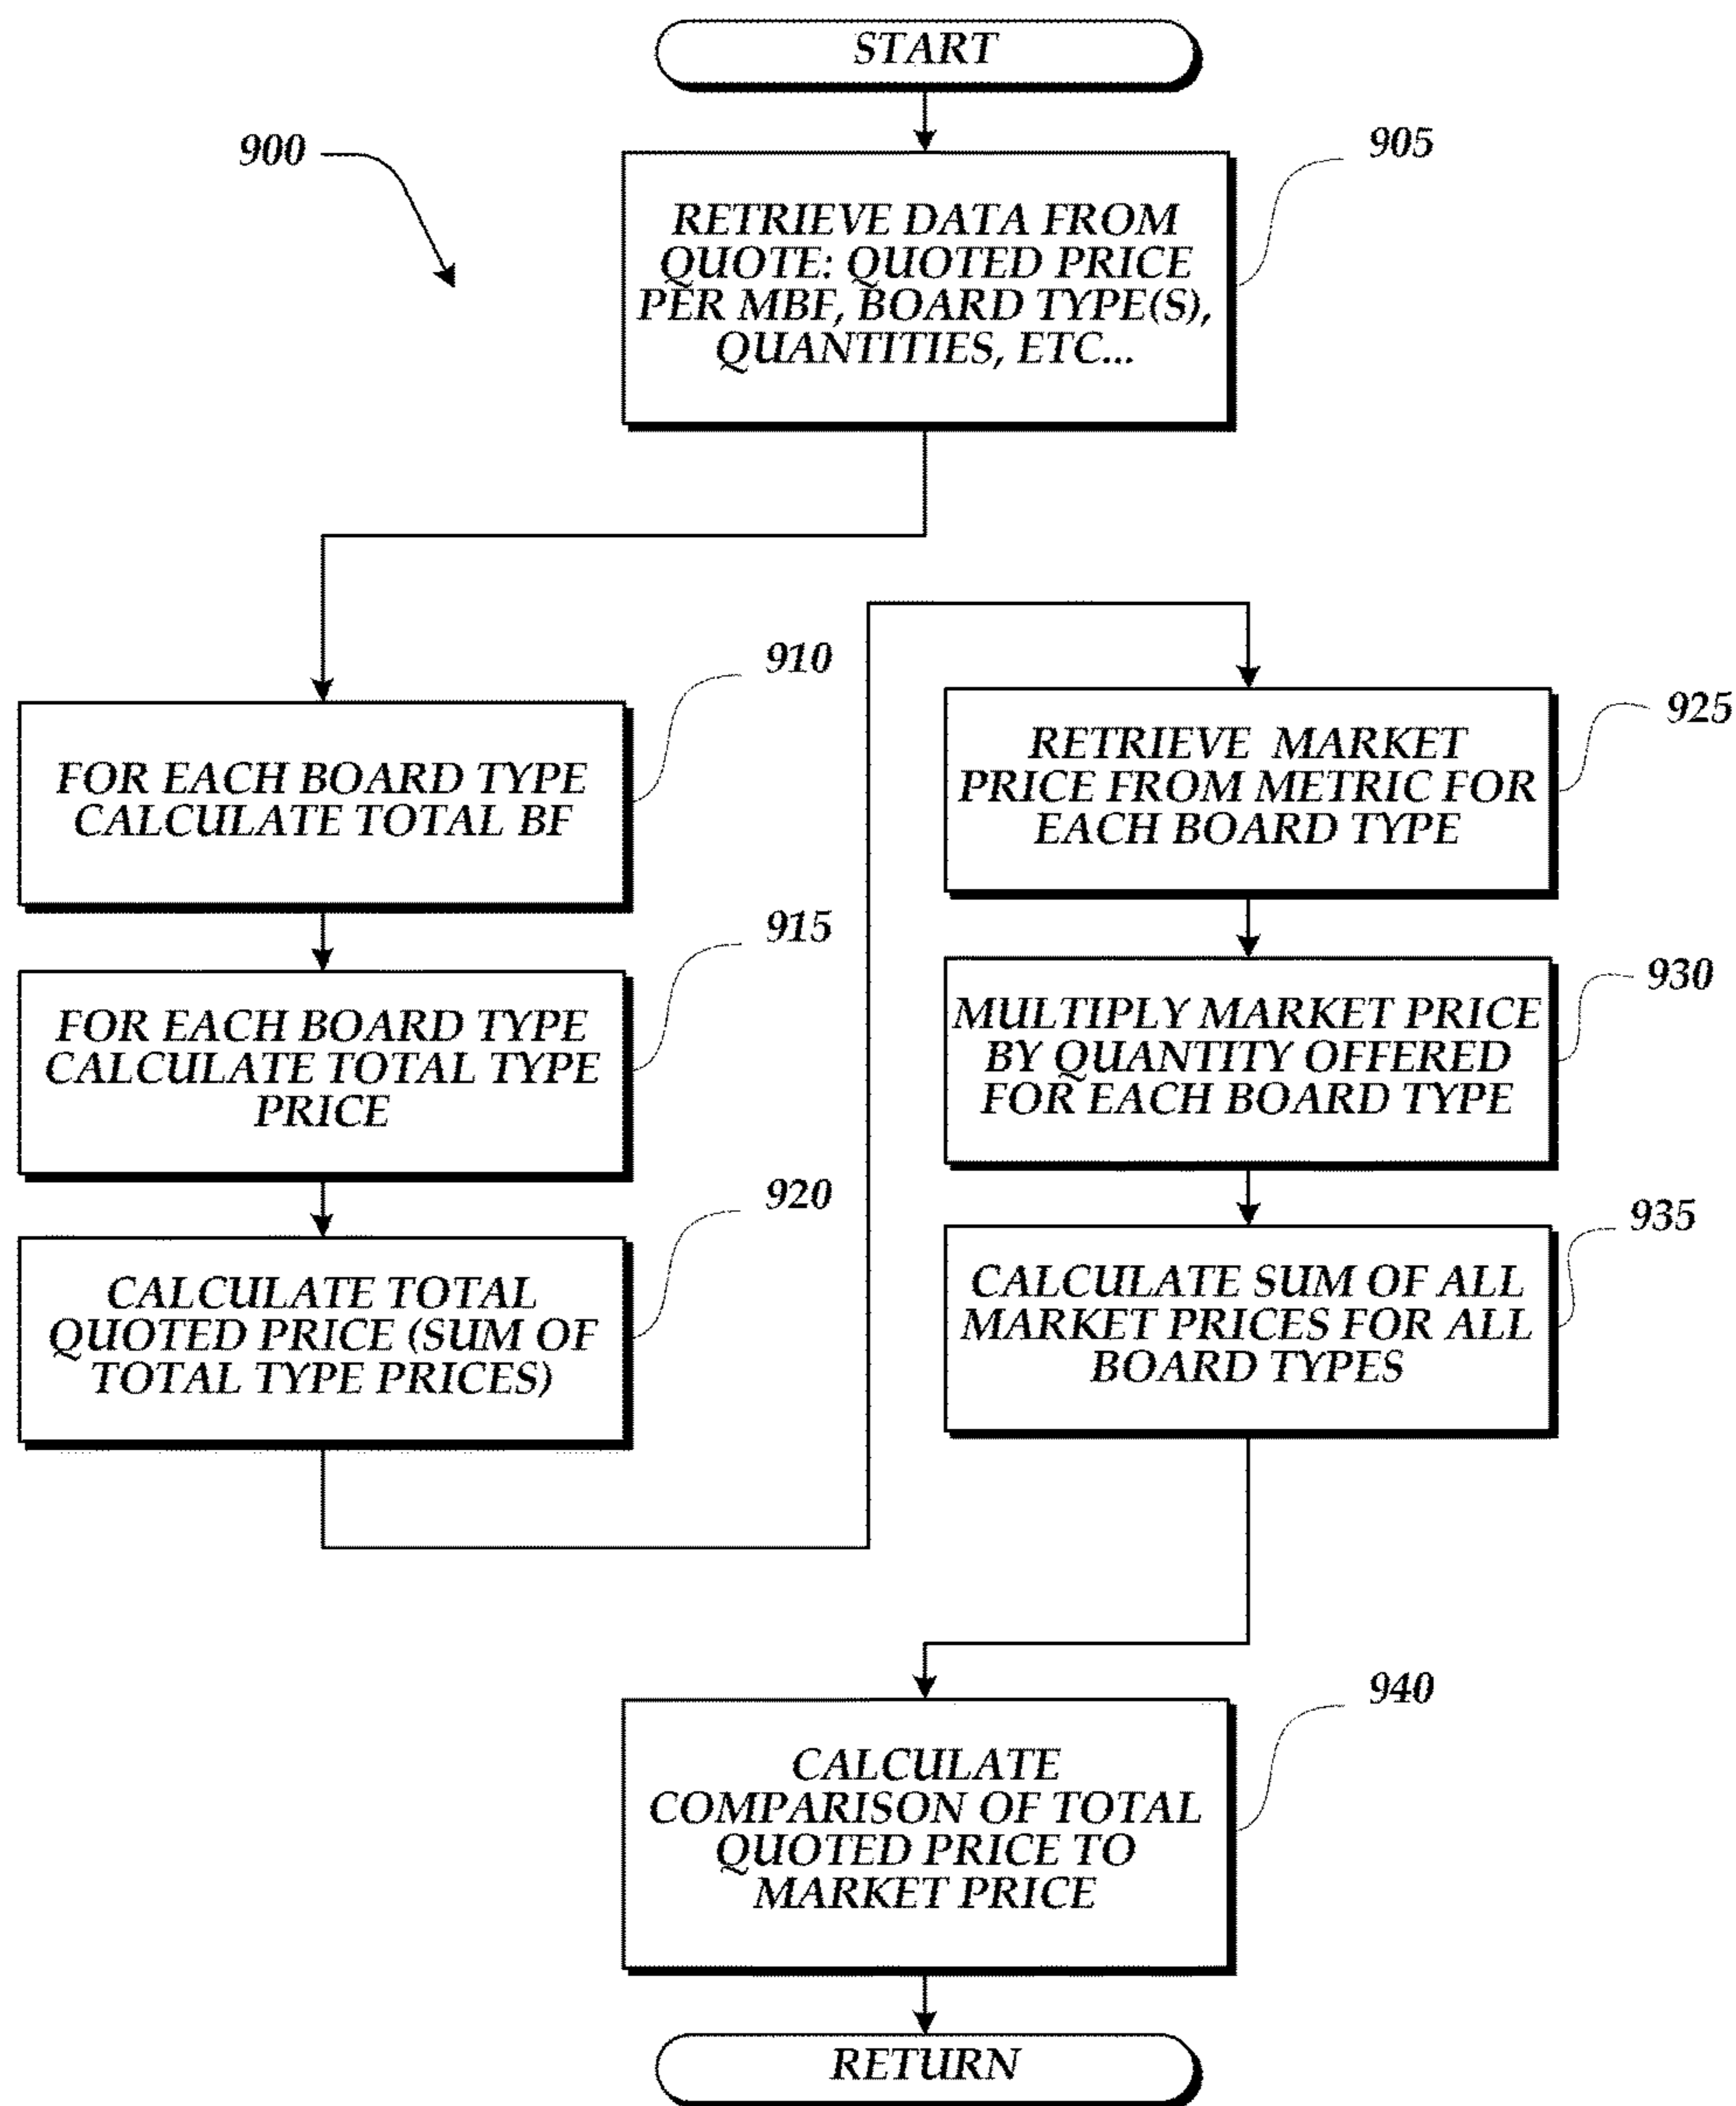 START
900
905
RETRIEVE DATA FROM
QUOTE: QUOTED PRICE
PER MBF, BOARD TYPE(S),
QUANTITIES, ETC...
910
FOR EACH BOARD TYPE
CALCULATE TOTAL BF
915
FOR EACH BOARD TYPE
CALCULATE TOTAL TYPE
PRICE
920
CALCULATE TOTAL
QUOTED PRICE (SUM OF
TOTAL TYPE PRICES)
925
RETRIEVE MARKET
PRICE FROM METRIC FOR
EACH BOARD TYPE
930
MULTIPLY MARKET PRICE
BY QUANTITY OFFERED
FOR EACH BOARD TYPE
935
CALCULATE SUM OF ALL
MARKET PRICES FOR ALL
BOARD TYPES
940
CALCULATE
COMPARISON OF TOTAL
QUOTED PRICE TO
MARKET PRICE
RETURN